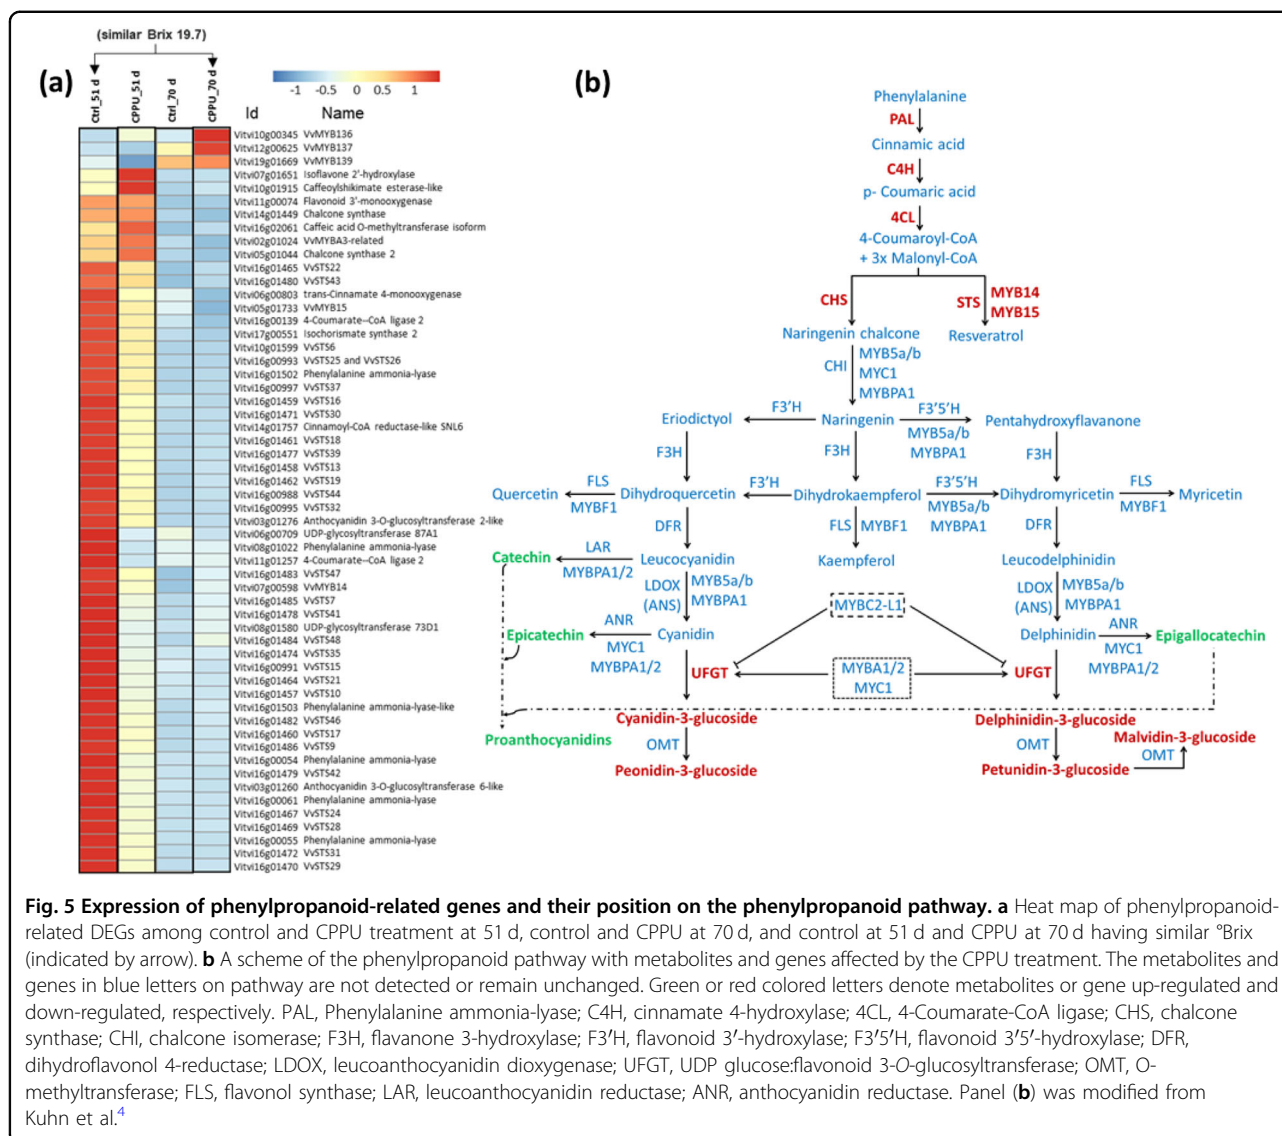 (similar Brix 19.7)
(a)
Ctrl_51 d
CPPU_51 d
Ctrl_70 d
CPPU_70 d
-1 -0.5 0 0.5 1
Id Name
Vitvi10g00345 VvMYB136
Vitvi12g00625 VvMYB137
Vitvi19g01669 VvMYB139
Vitvi07g01651 Isoflavone 2'-hydroxylase
Vitvi10g01915 Caffeoylshikimate esterase-like
Vitvi11g00074 Flavonoid 3'-monooxygenase
Vitvi14g01449 Chalcone synthase
Vitvi16g02061 Caffeic acid O-methyltransferase isoform
Vitvi02g01024 VvMYBA3-related
Vitvi05g01044 Chalcone synthase 2
Vitvi16g01465 VvSTS22
Vitvi16g01480 VvSTS43
Vitvi06g00803 trans-Cinnamate 4-monooxygenase
Vitvi05g01733 VvMYB15
Vitvi16g00139 4-Coumarate--CoA ligase 2
Vitvi17g00551 Isochorismate synthase 2
Vitvi10g01599 VvSTS6
Vitvi16g00993 VvSTS25 and VvSTS26
Vitvi16g01502 Phenylalanine ammonia-lyase
Vitvi16g00997 VvSTS37
Vitvi16g01459 VvSTS16
Vitvi16g01471 VvSTS30
Vitvi14g01757 Cinnamoyl-CoA reductase-like SNL6
Vitvi16g01461 VvSTS18
Vitvi16g01477 VvSTS39
Vitvi16g01458 VvSTS13
Vitvi16g01462 VvSTS19
Vitvi16g00988 VvSTS44
Vitvi16g00995 VvSTS32
Vitvi03g01276 Anthocyanidin 3-O-glucosyltransferase 2-like
Vitvi06g00709 UDP-glycosyltransferase 87A1
Vitvi08g01022 Phenylalanine ammonia-lyase
Vitvi11g01257 4-Coumarate--CoA ligase 2
Vitvi16g01483 VvSTS47
Vitvi07g00598 VvMYB14
Vitvi16g01485 VvSTS7
Vitvi16g01478 VvSTS41
Vitvi08g01580 UDP-glycosyltransferase 73D1
Vitvi16g01484 VvSTS48
Vitvi16g01474 VvSTS35
Vitvi16g00991 VvSTS15
Vitvi16g01464 VvSTS21
Vitvi16g01457 VvSTS10
Vitvi16g01503 Phenylalanine ammonia-lyase-like
Vitvi16g01482 VvSTS46
Vitvi16g01460 VvSTS17
Vitvi16g01486 VvSTS9
Vitvi16g00054 Phenylalanine ammonia-lyase
Vitvi16g01479 VvSTS42
Vitvi03g01260 Anthocyanidin 3-O-glucosyltransferase 6-like
Vitvi16g00061 Phenylalanine ammonia-lyase
Vitvi16g01467 VvSTS24
Vitvi16g01469 VvSTS28
Vitvi16g00055 Phenylalanine ammonia-lyase
Vitvi16g01472 VvSTS31
Vitvi16g01470 VvSTS29
(b)
Phenylalanine
PAL
Cinnamic acid
C4H
p- Coumaric acid
4CL
4-Coumaroyl-CoA
+ 3x Malonyl-CoA
CHS
STS
MYB14
MYB15
Naringenin chalcone
Resveratrol
CHI
MYB5a/b
MYC1
MYBPA1
Eriodictyol
F3'H
Naringenin
F3'5'H
MYB5a/b
MYBPA1
Pentahydroxyflavanone
F3H
F3H
F3H
Quercetin
FLS
MYBF1
Dihydroquercetin
F3'H
Dihydrokaempferol
F3'5'H
MYB5a/b
MYBPA1
Dihydromyricetin
FLS
MYBF1
Myricetin
DFR
FLS
MYBF1
DFR
Catechin
LAR
MYBPA1/2
Leucocyanidin
Kaempferol
Leucodelphinidin
LDOX
(ANS)
MYB5a/b
MYBPA1
LDOX
(ANS)
MYB5a/b
MYBPA1
MYBC2-L1
Epicatechin
ANR
MYC1
MYBPA1/2
Cyanidin
Delphinidin
ANR
MYC1
MYBPA1/2
Epigallocatechin
UFGT
MYBA1/2
MYC1
UFGT
Cyanidin-3-glucoside
Delphinidin-3-glucoside
Proanthocyanidins
OMT
OMT
Malvidin-3-glucoside
OMT
Peonidin-3-glucoside
Petunidin-3-glucoside
Fig. 5 Expression of phenylpropanoid-related genes and their position on the phenylpropanoid pathway. a Heat map of phenylpropanoid-
related DEGs among control and CPPU treatment at 51 d, control and CPPU at 70 d, and control at 51 d and CPPU at 70 d having similar °Brix
(indicated by arrow). b A scheme of the phenylpropanoid pathway with metabolites and genes affected by the CPPU treatment. The metabolites and
genes in blue letters on pathway are not detected or remain unchanged. Green or red colored letters denote metabolites or gene up-regulated and
down-regulated, respectively. PAL, Phenylalanine ammonia-lyase; C4H, cinnamate 4-hydroxylase; 4CL, 4-Coumarate-CoA ligase; CHS, chalcone
synthase; CHI, chalcone isomerase; F3H, flavanone 3-hydroxylase; F3′H, flavonoid 3′-hydroxylase; F3′5′H, flavonoid 3′5′-hydroxylase; DFR,
dihydroflavonol 4-reductase; LDOX, leucoanthocyanidin dioxygenase; UFGT, UDP glucose:flavonoid 3-O-glucosyltransferase; OMT, O-
methyltransferase; FLS, flavonol synthase; LAR, leucoanthocyanidin reductase; ANR, anthocyanidin reductase. Panel (b) was modified from
Kuhn et al.4